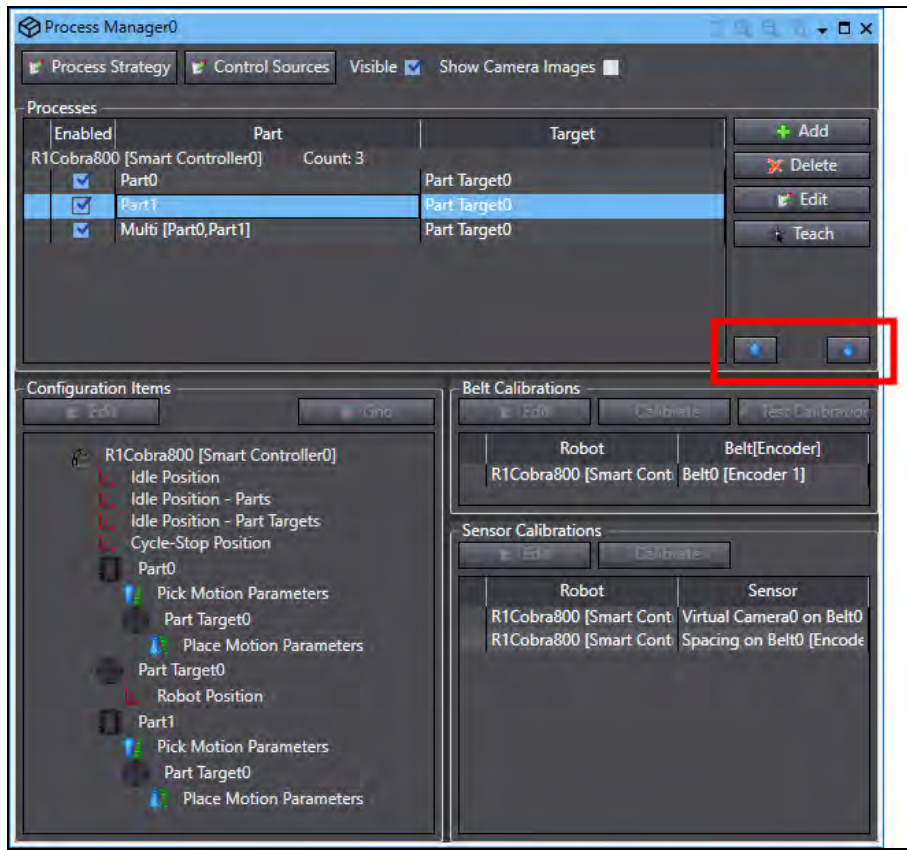 Process Manager0
Process Strategy Control Sources Visible Show Camera Images
Processes
Enabled Part Target
R1Cobra800 [Smart Controller0] Count: 3
Part0 Part Target0
Part1 Part Target0
Multi [Part0,Part1] Part Target0
Add
Delete
Edit
Teach
Configuration Items
Edit Grid
R1Cobra800 [Smart Controller0]
Idle Position
Idle Position - Parts
Idle Position - Part Targets
Cycle-Stop Position
Part0
Pick Motion Parameters
Part Target0
Place Motion Parameters
Part Target0
Robot Position
Part1
Pick Motion Parameters
Part Target0
Place Motion Parameters
Belt Calibrations
Edit Calibrate Test Calibration
Robot Belt[Encoder]
R1Cobra800 [Smart Cont Belt0 [Encoder 1]
Sensor Calibrations
Edit Calibrate
Robot Sensor
R1Cobra800 [Smart Cont Virtual Camera0 on Belt0
R1Cobra800 [Smart Cont Spacing on Belt0 [Encode